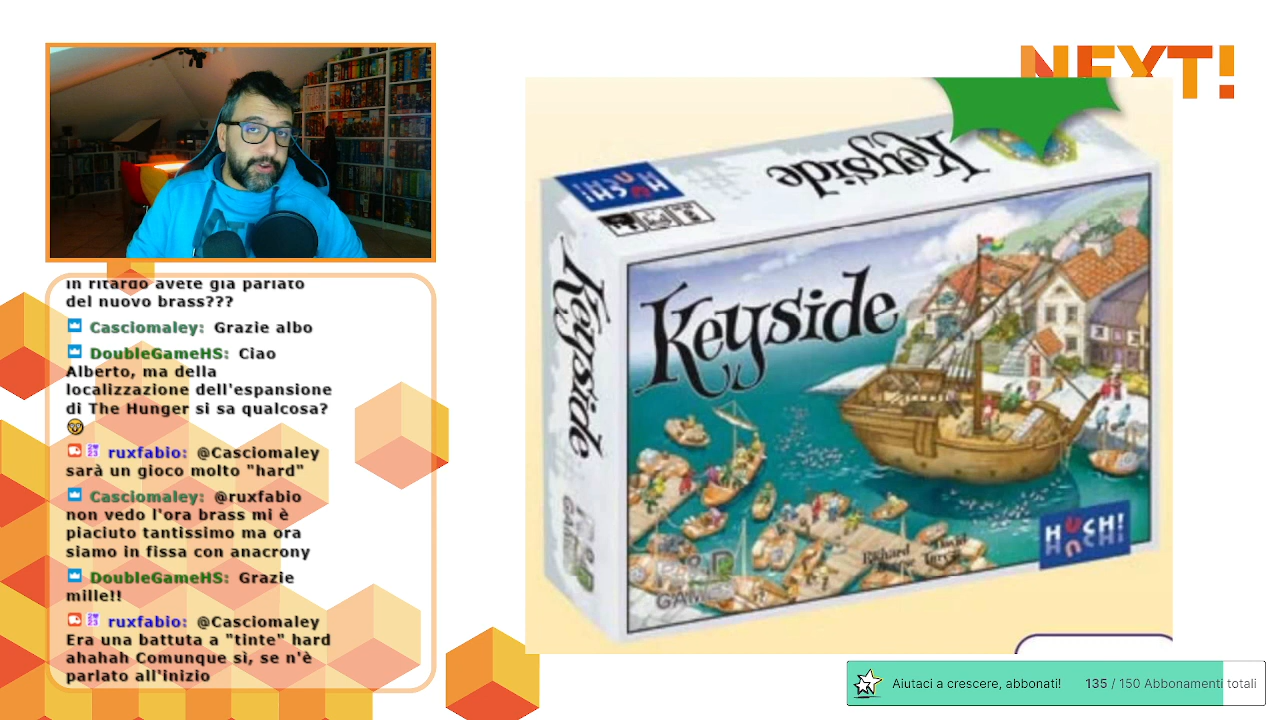 NEXT!
in ritardo avete già parlato
del nuovo brass???
Casciomaley: Grazie albo
DoubleGameHS: Ciao
Alberto, ma della
localizzazione dell'espansione
di The Hunger si sa qualcosa?
ruxfabio: @Casciomaley
sarà un gioco molto "hard"
Casciomaley: @ruxfabio
non vedo l'ora brass mi è
piaciuto tantissimo ma ora
siamo in fissa con anacrony
DoubleGameHS: Grazie
mille!!
ruxfabio: @Casciomaley
Era una battuta a "tinte" hard
ahahah Comunque sì, se n'è
parlato all'inizio
Keyside
HUCH!
Keyside
Keyside
Richard
David
GAMES
HUCH!
Aiutaci a crescere, abbonati! 135 / 150 Abbonamenti totali